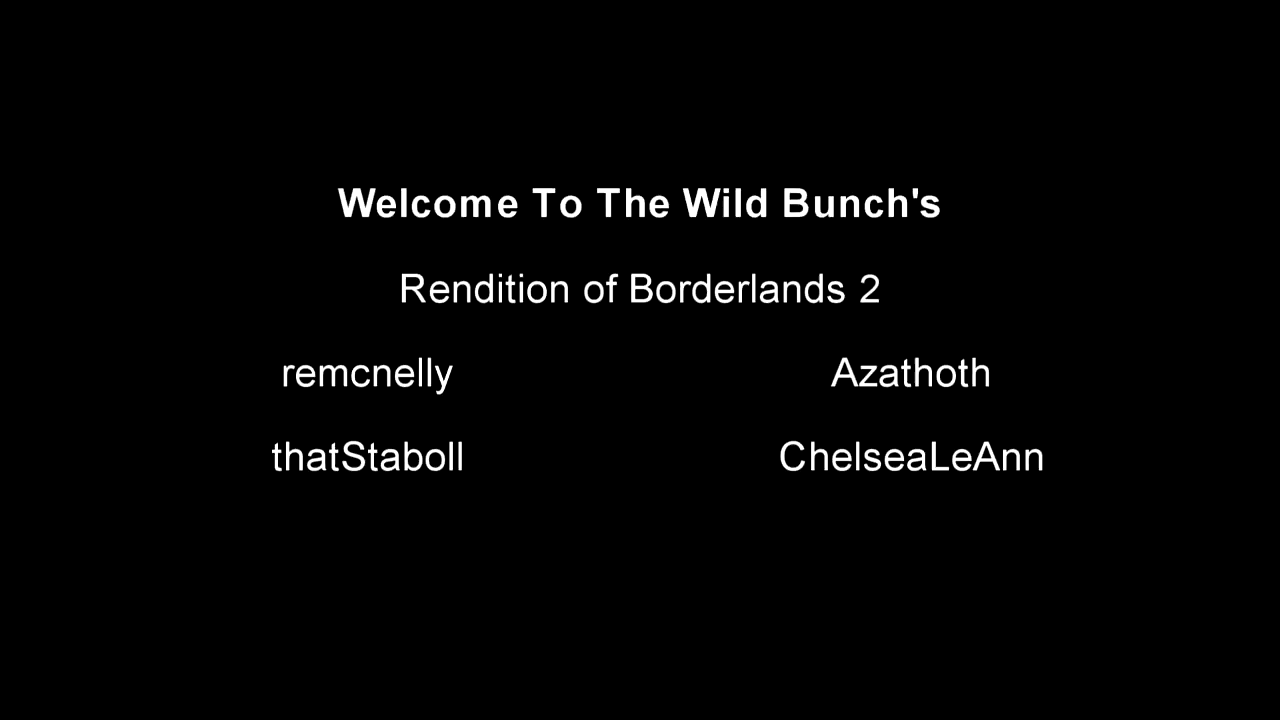 Welcome To The Wild Bunch's
Rendition of Borderlands 2
remcnelly Azathoth
thatStaboll ChelseaLeAnn